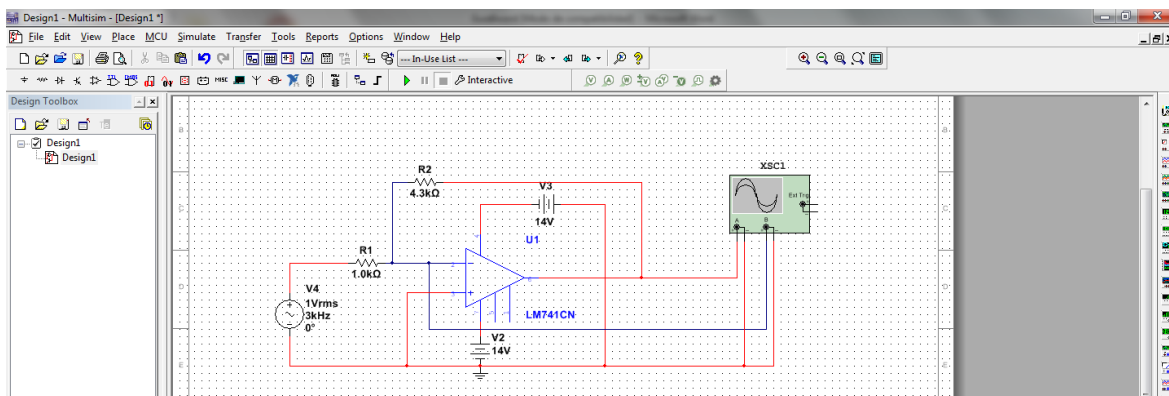 Design1 - Multisim - [Design1 *]
File Edit View Place MCU Simulate Transfer Tools Reports Options Window Help
--- In-Use List ---
MISC
Interactive
Design Toolbox
Design1
Design1
R2
4.3kΩ
V3
14V
XSC1
Ext Trig
A B
U1
R1
1.0kΩ
V4
1Vrms
3kHz
0°
LM741CN
V2
14V